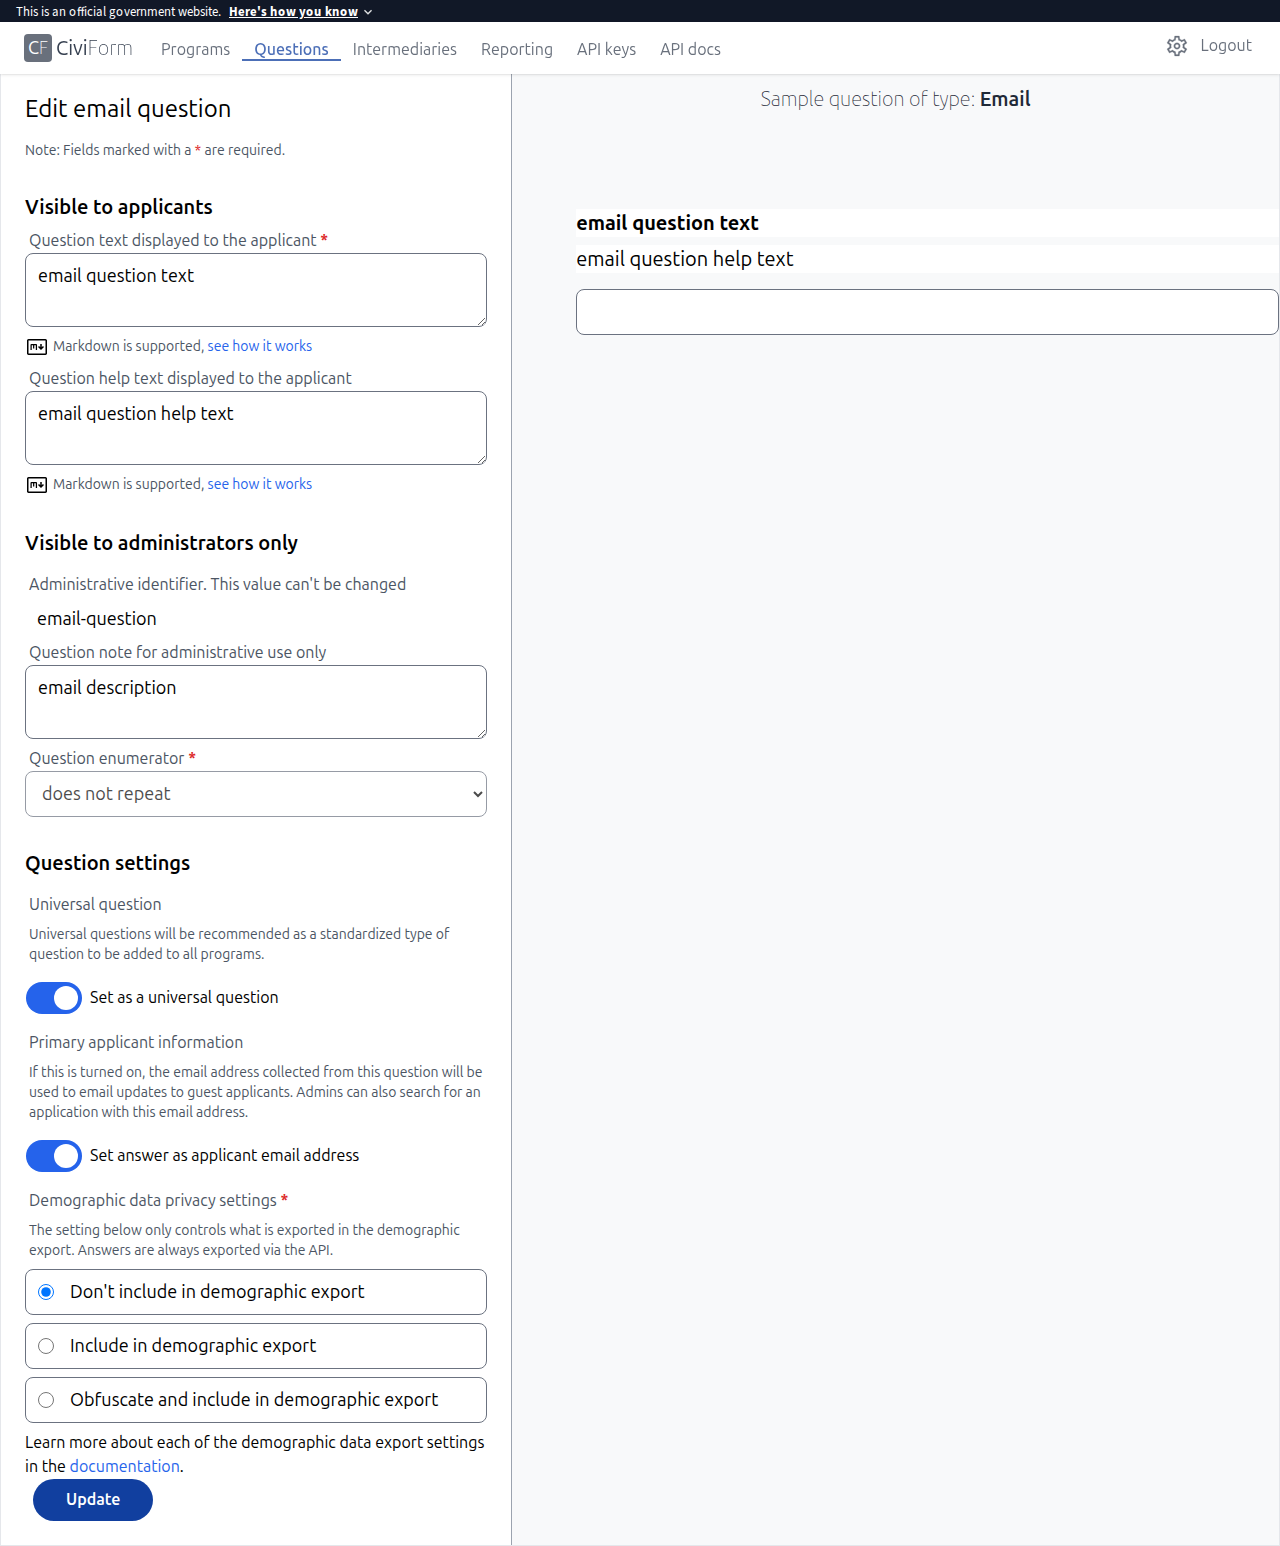 This is an official government website. Here's how you know
CF CiviForm Programs Questions Intermediaries Reporting API keys API docs Logout
Edit email question
Note: Fields marked with a * are required.
Visible to applicants
Question text displayed to the applicant *
email question text
Markdown is supported, see how it works
Question help text displayed to the applicant
email question help text
Markdown is supported, see how it works
Visible to administrators only
Administrative identifier. This value can't be changed
email-question
Question note for administrative use only
email description
Question enumerator *
does not repeat
Question settings
Universal question
Universal questions will be recommended as a standardized type of
question to be added to all programs.
Set as a universal question
Primary applicant information
If this is turned on, the email address collected from this question will be
used to email updates to guest applicants. Admins can also search for an
application with this email address.
Set answer as applicant email address
Demographic data privacy settings *
The setting below only controls what is exported in the demographic
export. Answers are always exported via the API.
Don't include in demographic export
Include in demographic export
Obfuscate and include in demographic export
Learn more about each of the demographic data export settings
in the documentation.
Update
Sample question of type: Email
email question text
email question help text